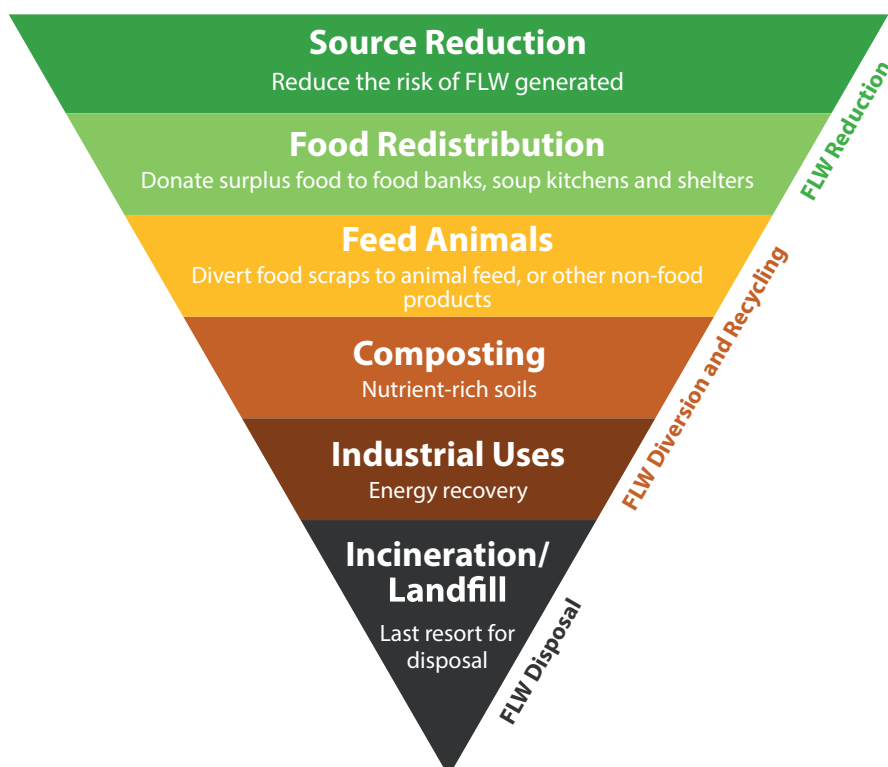 Source Reduction
Reduce the risk of FLW generated
Food Redistribution
Donate surplus food to food banks, soup kitchens and shelters
FLW Reduction
Feed Animals
Divert food scraps to animal feed, or other non-food
products
Composting
Nutrient-rich soils
Industrial Uses
Energy recovery
FLW Diversion and Recycling
Incineration/
Landfill
Last resort for
disposal
FLW Disposal